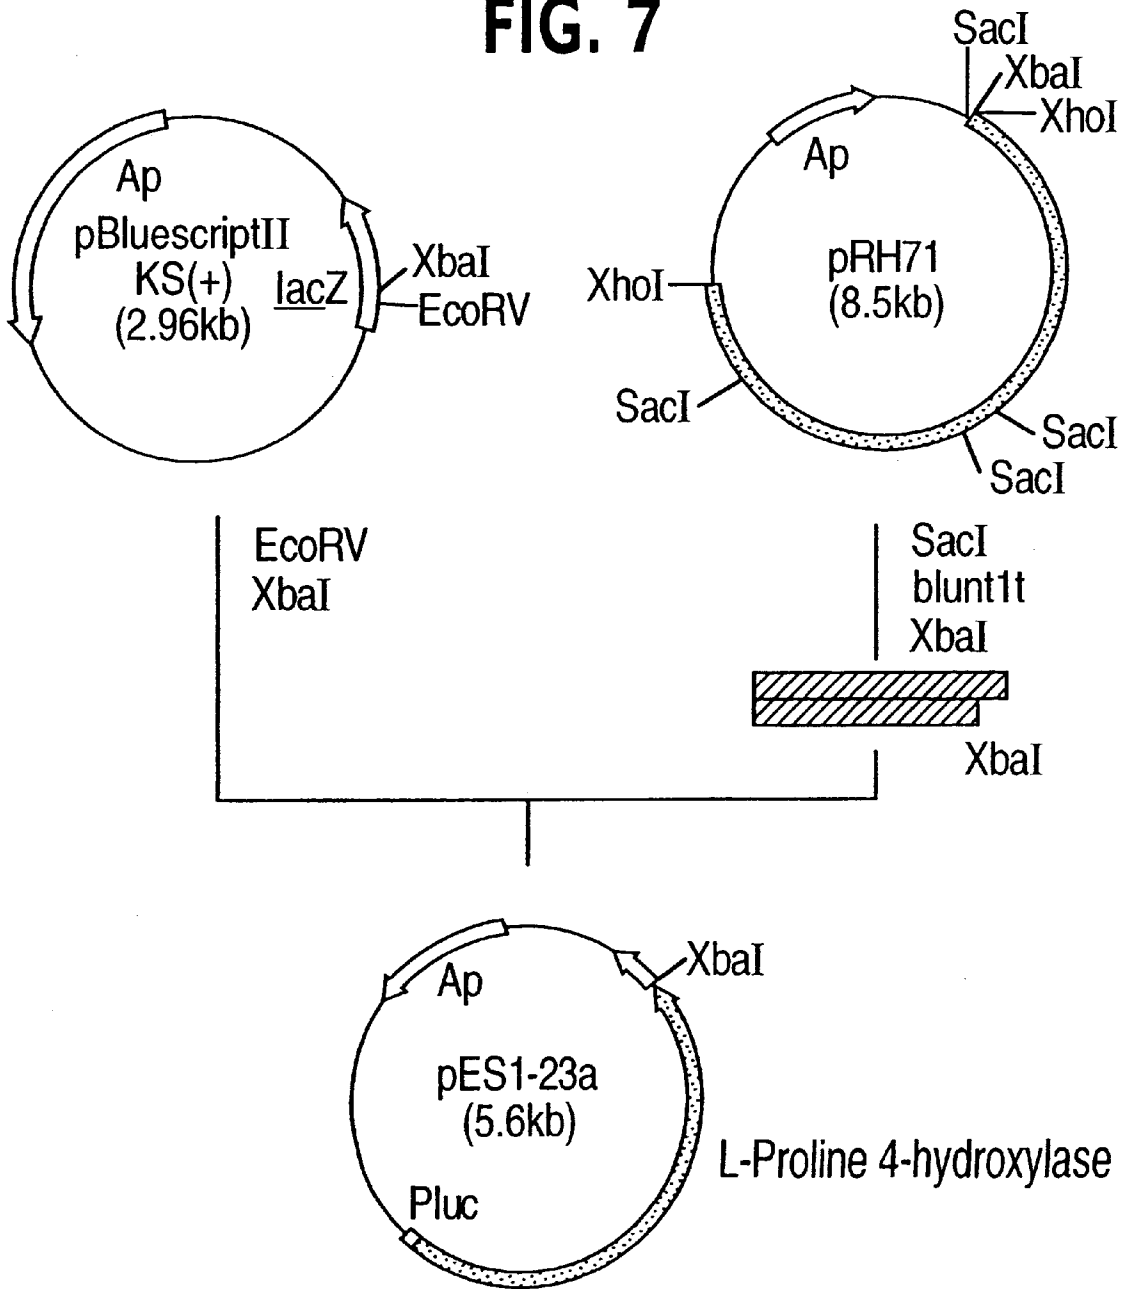 FIG. 7
Ap
pBluescriptII
KS(+)
(2.96kb)
lacZ
XbaI
EcoRV
SacI
XbaI
XhoI
Ap
pRH71
(8.5kb)
XhoI
SacI
SacI
SacI
EcoRV
XbaI
SacI
blunt1t
XbaI
XbaI
Ap
XbaI
pES1-23a
(5.6kb)
Pluc
L-Proline 4-hydroxylase